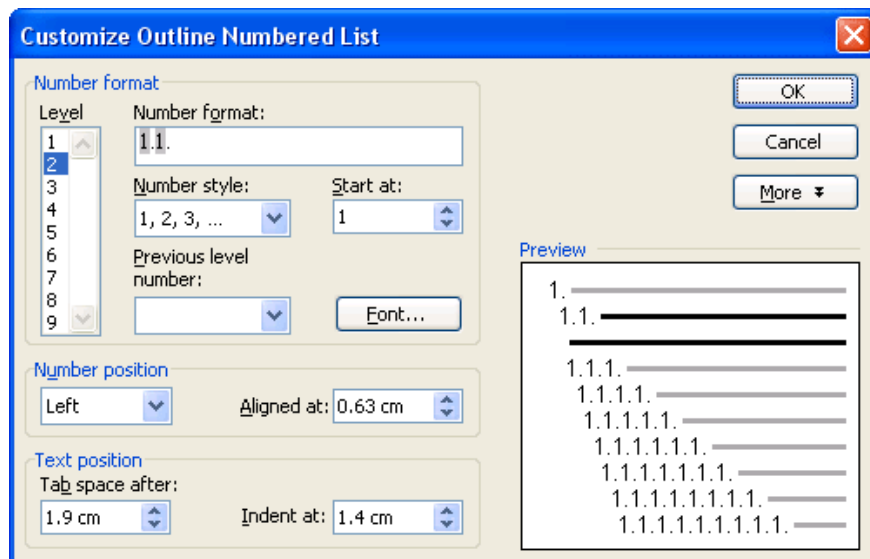 Customize Outline Numbered List
Number format
Level
Number format:
1
2
3
4
5
6
7
8
9
1.1.
Number style:
Start at:
1, 2, 3, ...
1
Previous level
number:
Font...
Number position
Left
Aligned at:
0.63 cm
Text position
Tab space after:
1.9 cm
Indent at:
1.4 cm
OK
Cancel
More
Preview
1.
1.1.
1.1.1.
1.1.1.1.
1.1.1.1.1.
1.1.1.1.1.1.
1.1.1.1.1.1.1.
1.1.1.1.1.1.1.1.
1.1.1.1.1.1.1.1.1.